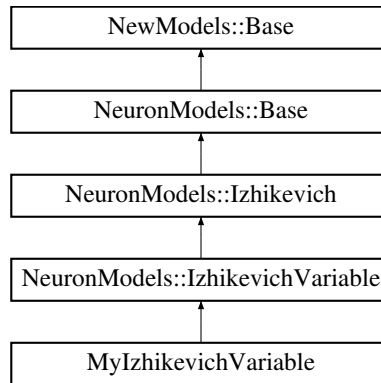 NewModels::Base
NeuronModels::Base
NeuronModels::Izhikevich
NeuronModels::IzhikevichVariable
MyIzhikevichVariable